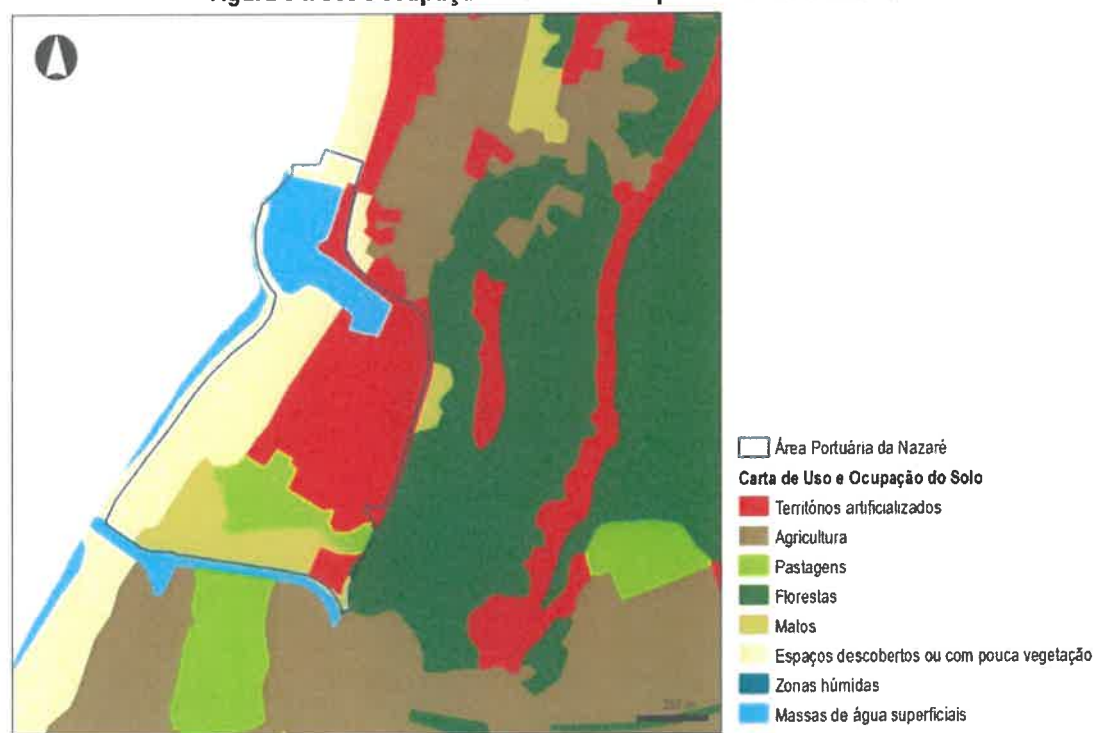 Área Portuária da Nazaré
Carta de Uso e Ocupação do Solo
Territórios artificializados
Agricultura
Pastagens
Florestas
Matos
Espaços descobertos ou com pouca vegetação
Zonas húmidas
Massas de água superficiais